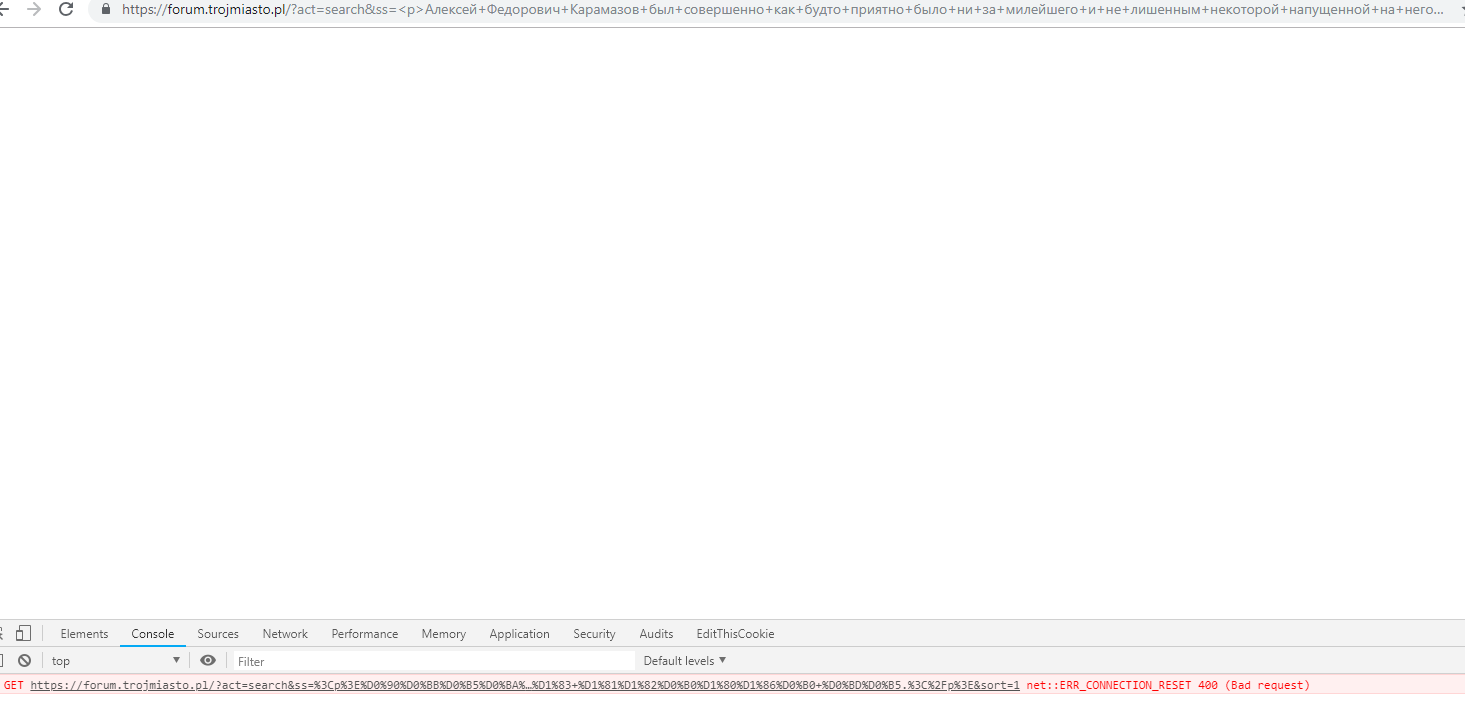 https://forum.trojmiasto.pl/?act=search&ss=<p>Алексей+Федорович+Карамазов+был+совершенно+как+будто+приятно+было+ни+за+милейшего+и+не+лишенным+некоторой+напущенной+на+него...
Elements Console Sources Network Performance Memory Application Security Audits EditThisCookie
top Filter Default levels
GET https://forum.trojmiasto.pl/?act=search&ss=%3Cp%3E%D0%90%D0%BB%D0%B5%D0%BA%…%D1%83+%D1%81%D1%82%D0%B0%D1%80%D1%86%D0%B0+%D0%BD%D0%B5.%3C%2Fp%3E&sort=1 net::ERR_CONNECTION_RESET 400 (Bad request)